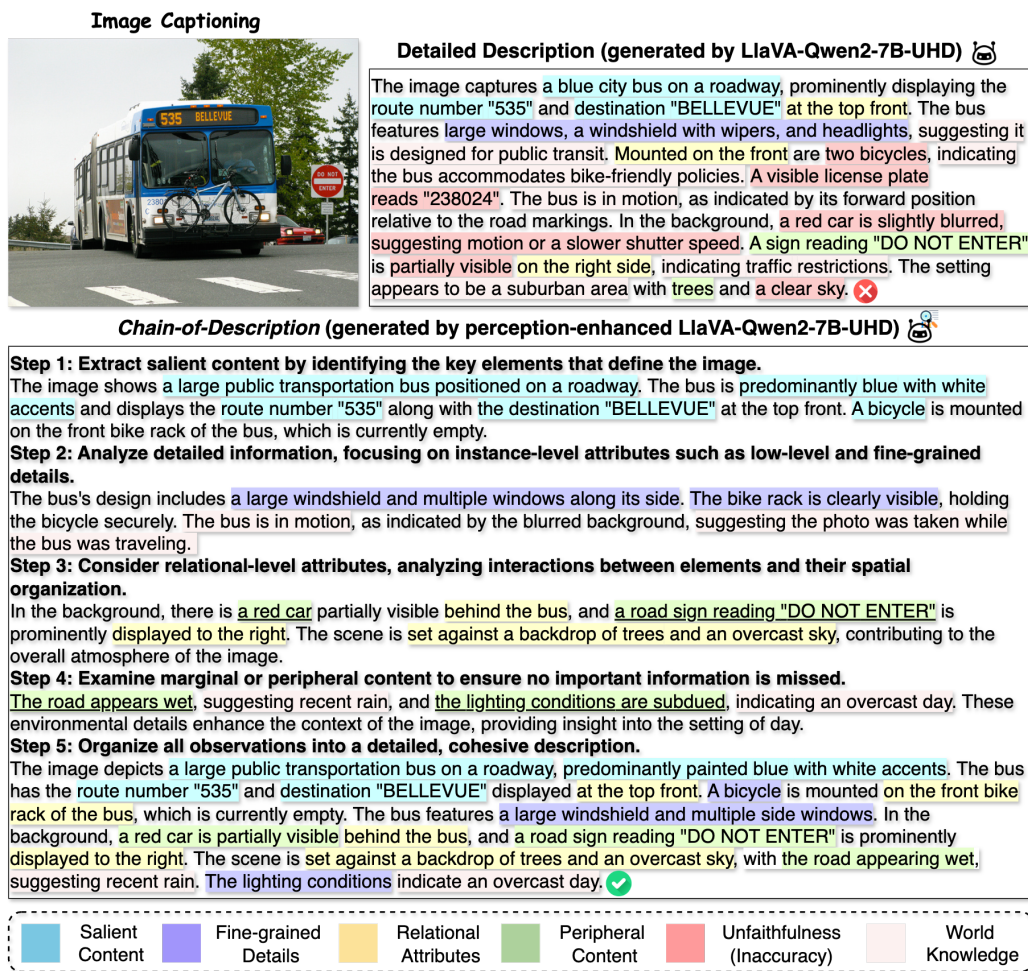 Image Captioning
535 BELLEVUE
DO NOT
ENTER
Detailed Description (generated by LlaVA-Qwen2-7B-UHD)
The image captures a blue city bus on a roadway, prominently displaying the
route number "535" and destination "BELLEVUE" at the top front. The bus
features large windows, a windshield with wipers, and headlights, suggesting it
is designed for public transit. Mounted on the front are two bicycles, indicating
the bus accommodates bike-friendly policies. A visible license plate
reads "238024". The bus is in motion, as indicated by its forward position
relative to the road markings. In the background, a red car is slightly blurred,
suggesting motion or a slower shutter speed. A sign reading "DO NOT ENTER"
is partially visible on the right side, indicating traffic restrictions. The setting
appears to be a suburban area with trees and a clear sky.
Chain-of-Description (generated by perception-enhanced LlaVA-Qwen2-7B-UHD)
Step 1: Extract salient content by identifying the key elements that define the image.
The image shows a large public transportation bus positioned on a roadway. The bus is predominantly blue with white
accents and displays the route number "535" along with the destination "BELLEVUE" at the top front. A bicycle is mounted
on the front bike rack of the bus, which is currently empty.
Step 2: Analyze detailed information, focusing on instance-level attributes such as low-level and fine-grained
details.
The bus's design includes a large windshield and multiple windows along its side. The bike rack is clearly visible, holding
the bicycle securely. The bus is in motion, as indicated by the blurred background, suggesting the photo was taken while
the bus was traveling.
Step 3: Consider relational-level attributes, analyzing interactions between elements and their spatial
organization.
In the background, there is a red car partially visible behind the bus, and a road sign reading "DO NOT ENTER" is
prominently displayed to the right. The scene is set against a backdrop of trees and an overcast sky, contributing to the
overall atmosphere of the image.
Step 4: Examine marginal or peripheral content to ensure no important information is missed.
The road appears wet, suggesting recent rain, and the lighting conditions are subdued, indicating an overcast day. These
environmental details enhance the context of the image, providing insight into the setting of day.
Step 5: Organize all observations into a detailed, cohesive description.
The image depicts a large public transportation bus on a roadway, predominantly painted blue with white accents. The bus
has the route number "535" and destination "BELLEVUE" displayed at the top front. A bicycle is mounted on the front bike
rack of the bus, which is currently empty. The bus features a large windshield and multiple side windows. In the
background, a red car is partially visible behind the bus, and a road sign reading "DO NOT ENTER" is prominently
displayed to the right. The scene is set against a backdrop of trees and an overcast sky, with the road appearing wet,
suggesting recent rain. The lighting conditions indicate an overcast day.
Salient Content
Fine-grained Details
Relational Attributes
Peripheral Content
Unfaithfulness (Inaccuracy)
World Knowledge